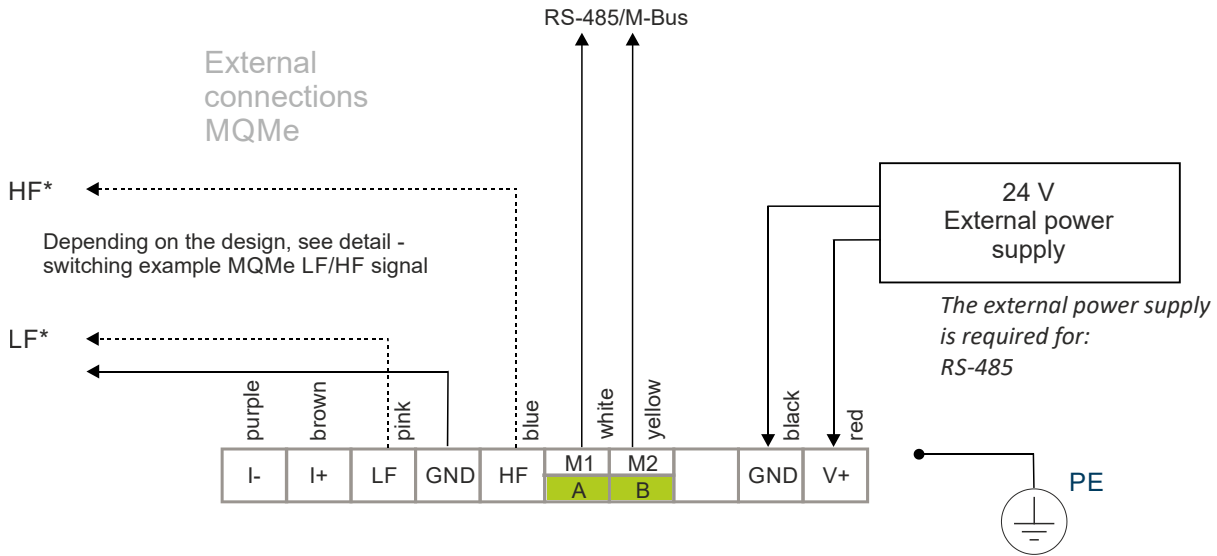 RS-485/M-Bus
External
connections
MQMe
HF*
Depending on the design, see detail -
switching example MQMe LF/HF signal
LF*
24 V
External power
supply
The external power supply
is required for:
RS-485
purple
brown
pink
blue
white
yellow
black
red
I-
I+
LF
GND
HF
M1
M2
GND
V+
A
B
PE